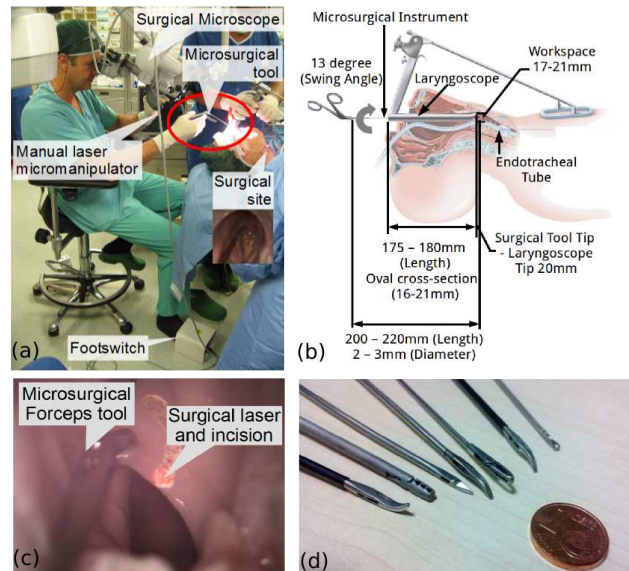 Surgical Microscope
Microsurgical
tool
Manual laser
micromanipulator
Surgical
site
Footswitch
(a)
Microsurgical Instrument
13 degree
(Swing Angle)
Laryngoscope
Workspace
17-21mm
Endotracheal
Tube
175 – 180mm
(Length)
Oval cross-section
(16-21mm)
Surgical Tool Tip
- Laryngoscope
Tip 20mm
200 – 220mm (Length)
2 – 3mm (Diameter)
(b)
Microsurgical
Forceps tool
Surgical laser
and incision
(c)
(d)